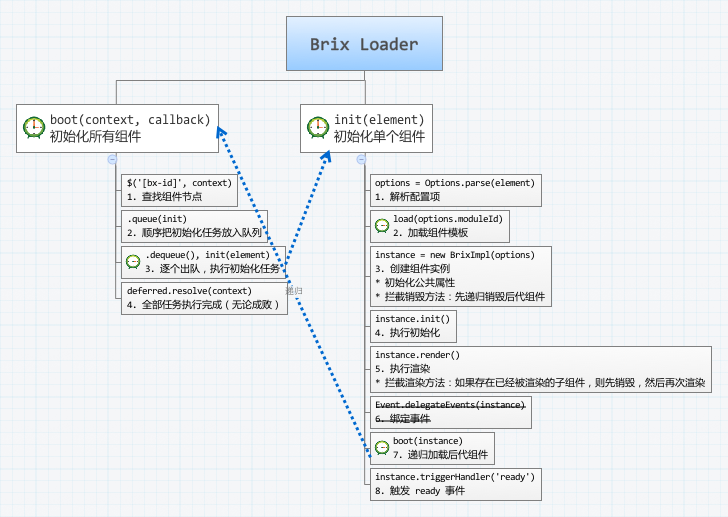 Brix Loader
boot(context, callback)
初始化所有组件
$('[bx-id]', context)
1. 查找组件节点
.queue(init)
2. 顺序把初始化任务放入队列
.dequeue(), init(element)
3. 逐个出队，执行初始化任务
deferred.resolve(context)
4. 全部任务执行完成（无论成败）
递归
init(element)
初始化单个组件
options = Options.parse(element)
1. 解析配置项
load(options.moduleId)
2. 加载组件模板
instance = new BrixImpl(options)
3. 创建组件实例
* 初始化公共属性
* 拦截销毁方法：先递归销毁后代组件
instance.init()
4. 执行初始化
instance.render()
5. 执行渲染
* 拦截渲染方法：如果存在已经被渲染的子组件，则先销毁，然后再次渲染
Event.delegateEvents(instance)
6. 绑定事件
boot(instance)
7. 递归加载后代组件
instance.triggerHandler('ready')
8. 触发 ready 事件